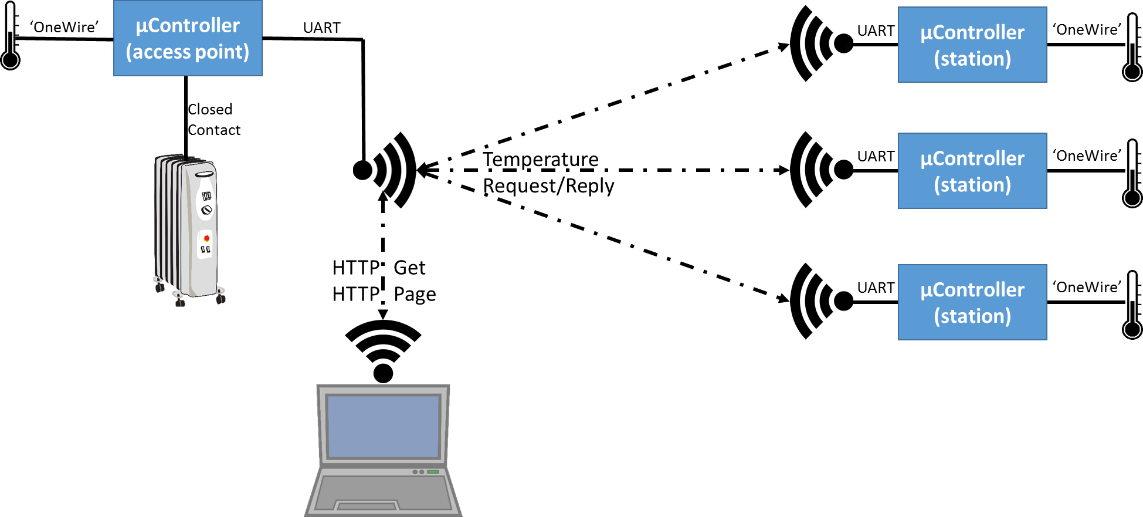 'OneWire'
µController
(access point)
UART
Closed
Contact
Temperature
Request/Reply
HTTP Get
HTTP Page
UART
µController
(station)
'OneWire'
UART
µController
(station)
'OneWire'
UART
µController
(station)
'OneWire'